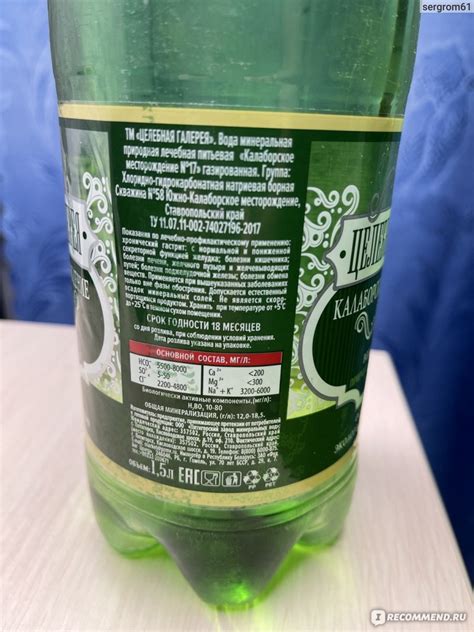 sergrom61
ТМ «ЦЕЛЕБНАЯ ГАЛЕРЕЯ». Вода минеральная
природная лечебная питьевая «Калаборское
месторождение №17» газированная. Группа:
Хлоридно-гидрокарбонатная натриевая борная
Скважина №58 Южно-Калаборское месторождение,
Ставропольский край
ТУ 11.07.11-002-74027196-2017
Показания по лечебно-профилактическому применению:
хронический гастрит: с нормальной и пониженной
секреторной функцией желудка; болезни кишечника;
болезни печени, желчного пузыря и желчевыводящих
путей; болезни поджелудочной железы; болезни обмена
веществ. Применяется при вышеуказанных заболеваниях
только вне фазы обострения. Допускается естественный
осадок минеральных солей. Не является скоро-
портящимся продуктом. Хранить при температуре от +5°С
до +25°С
СРОК ГОДНОСТИ 18 МЕСЯЦЕВ
со дня розлива, при соблюдении условий хранения.
Дата розлива указана на упаковке.
ОСНОВНОЙ СОСТАВ, МГ/Л:
HCO₃⁻ 5500-8000 Ca²⁺ <200
SO₄²⁻ 5-50 Mg²⁺ <300
Cl⁻ 2200-4800 Na⁺+ K⁺ 3200-6000
Биологически активные компоненты, (мг/л):
H₃BO₃ 10-80
ОБЩАЯ МИНЕРАЛИЗАЦИЯ, (г/л): 12,0-18,5.
ОБЪЕМ: 1,5л EAC
ЦЕЛЕ
КАЛАБОР
I RECOMMEND.RU